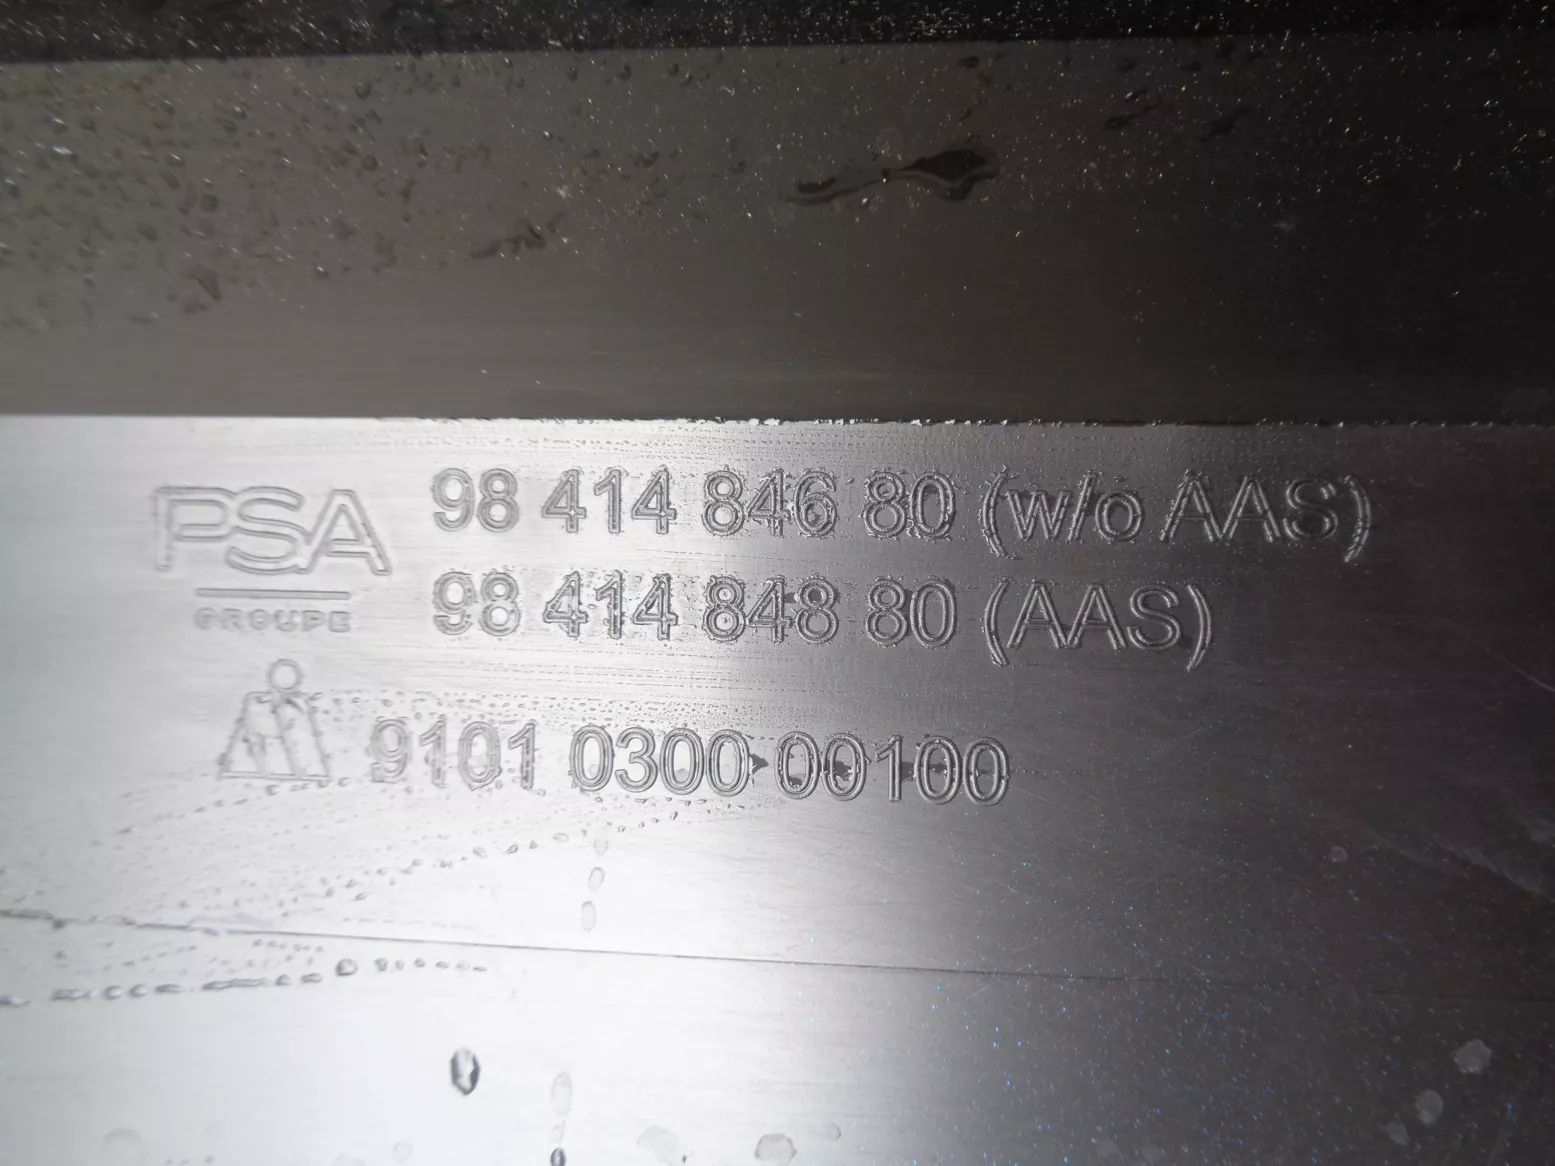 PSA
GROUPE
98 414 846 80 (w/o AAS)
98 414 848 80 (AAS)
9101 0300 00100